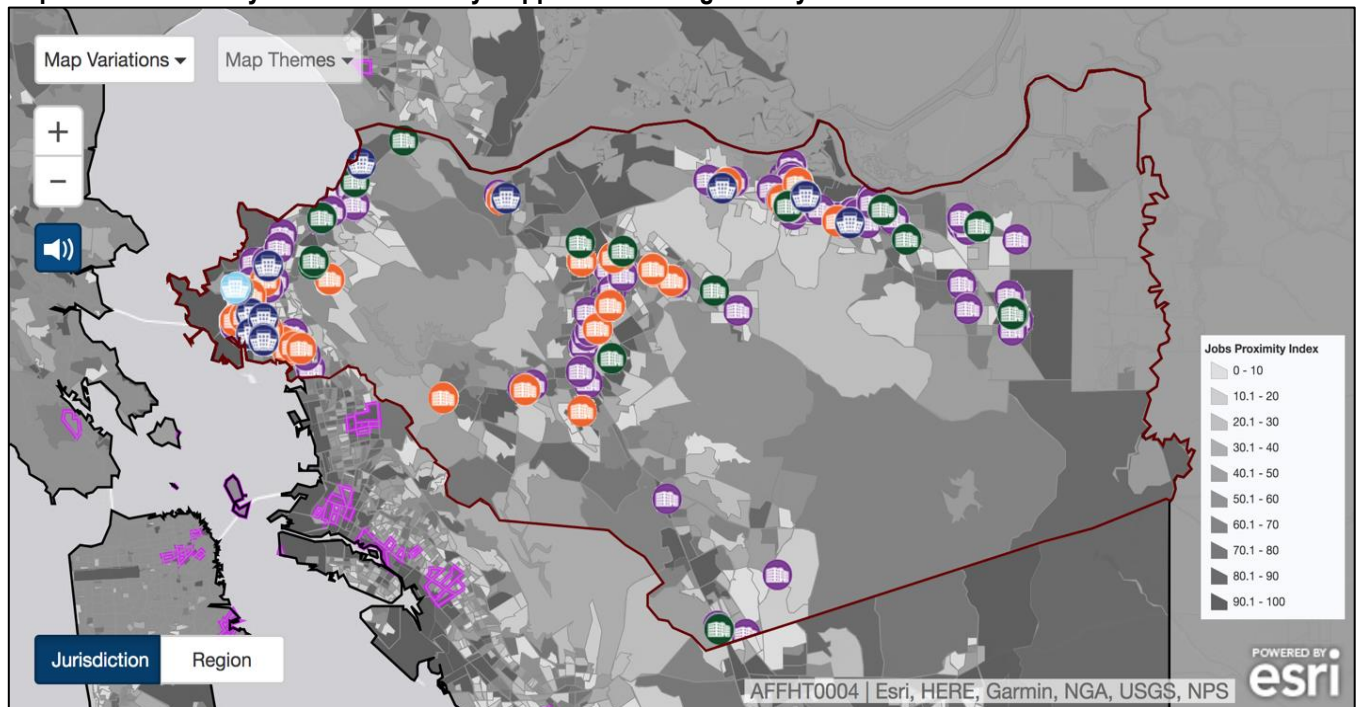 Map Variations ▾
Map Themes ▾
+
−
Jobs Proximity Index
0 - 10
10.1 - 20
20.1 - 30
30.1 - 40
40.1 - 50
50.1 - 60
60.1 - 70
70.1 - 80
80.1 - 90
90.1 - 100
Jurisdiction
Region
POWERED BY
esri
AFFHT0004 | Esri, HERE, Garmin, NGA, USGS, NPS